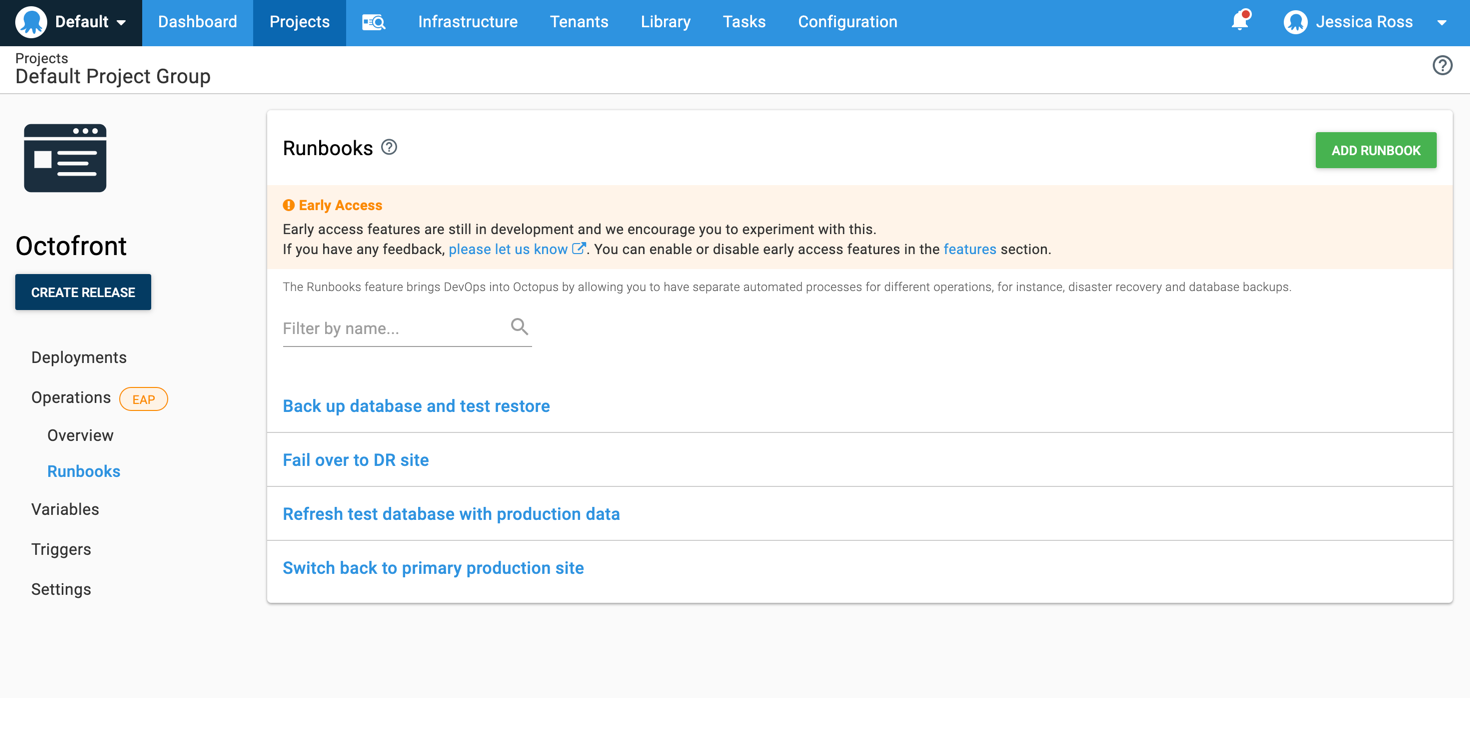 Default
Dashboard
Projects
Infrastructure
Tenants
Library
Tasks
Configuration
Jessica Ross
Projects
Default Project Group
Octofront
CREATE RELEASE
Deployments
Operations EAP
Overview
Runbooks
Variables
Triggers
Settings
Runbooks
ADD RUNBOOK
Early Access
Early access features are still in development and we encourage you to experiment with this.
If you have any feedback, please let us know. You can enable or disable early access features in the features section.
The Runbooks feature brings DevOps into Octopus by allowing you to have separate automated processes for different operations, for instance, disaster recovery and database backups.
Filter by name...
Back up database and test restore
Fail over to DR site
Refresh test database with production data
Switch back to primary production site